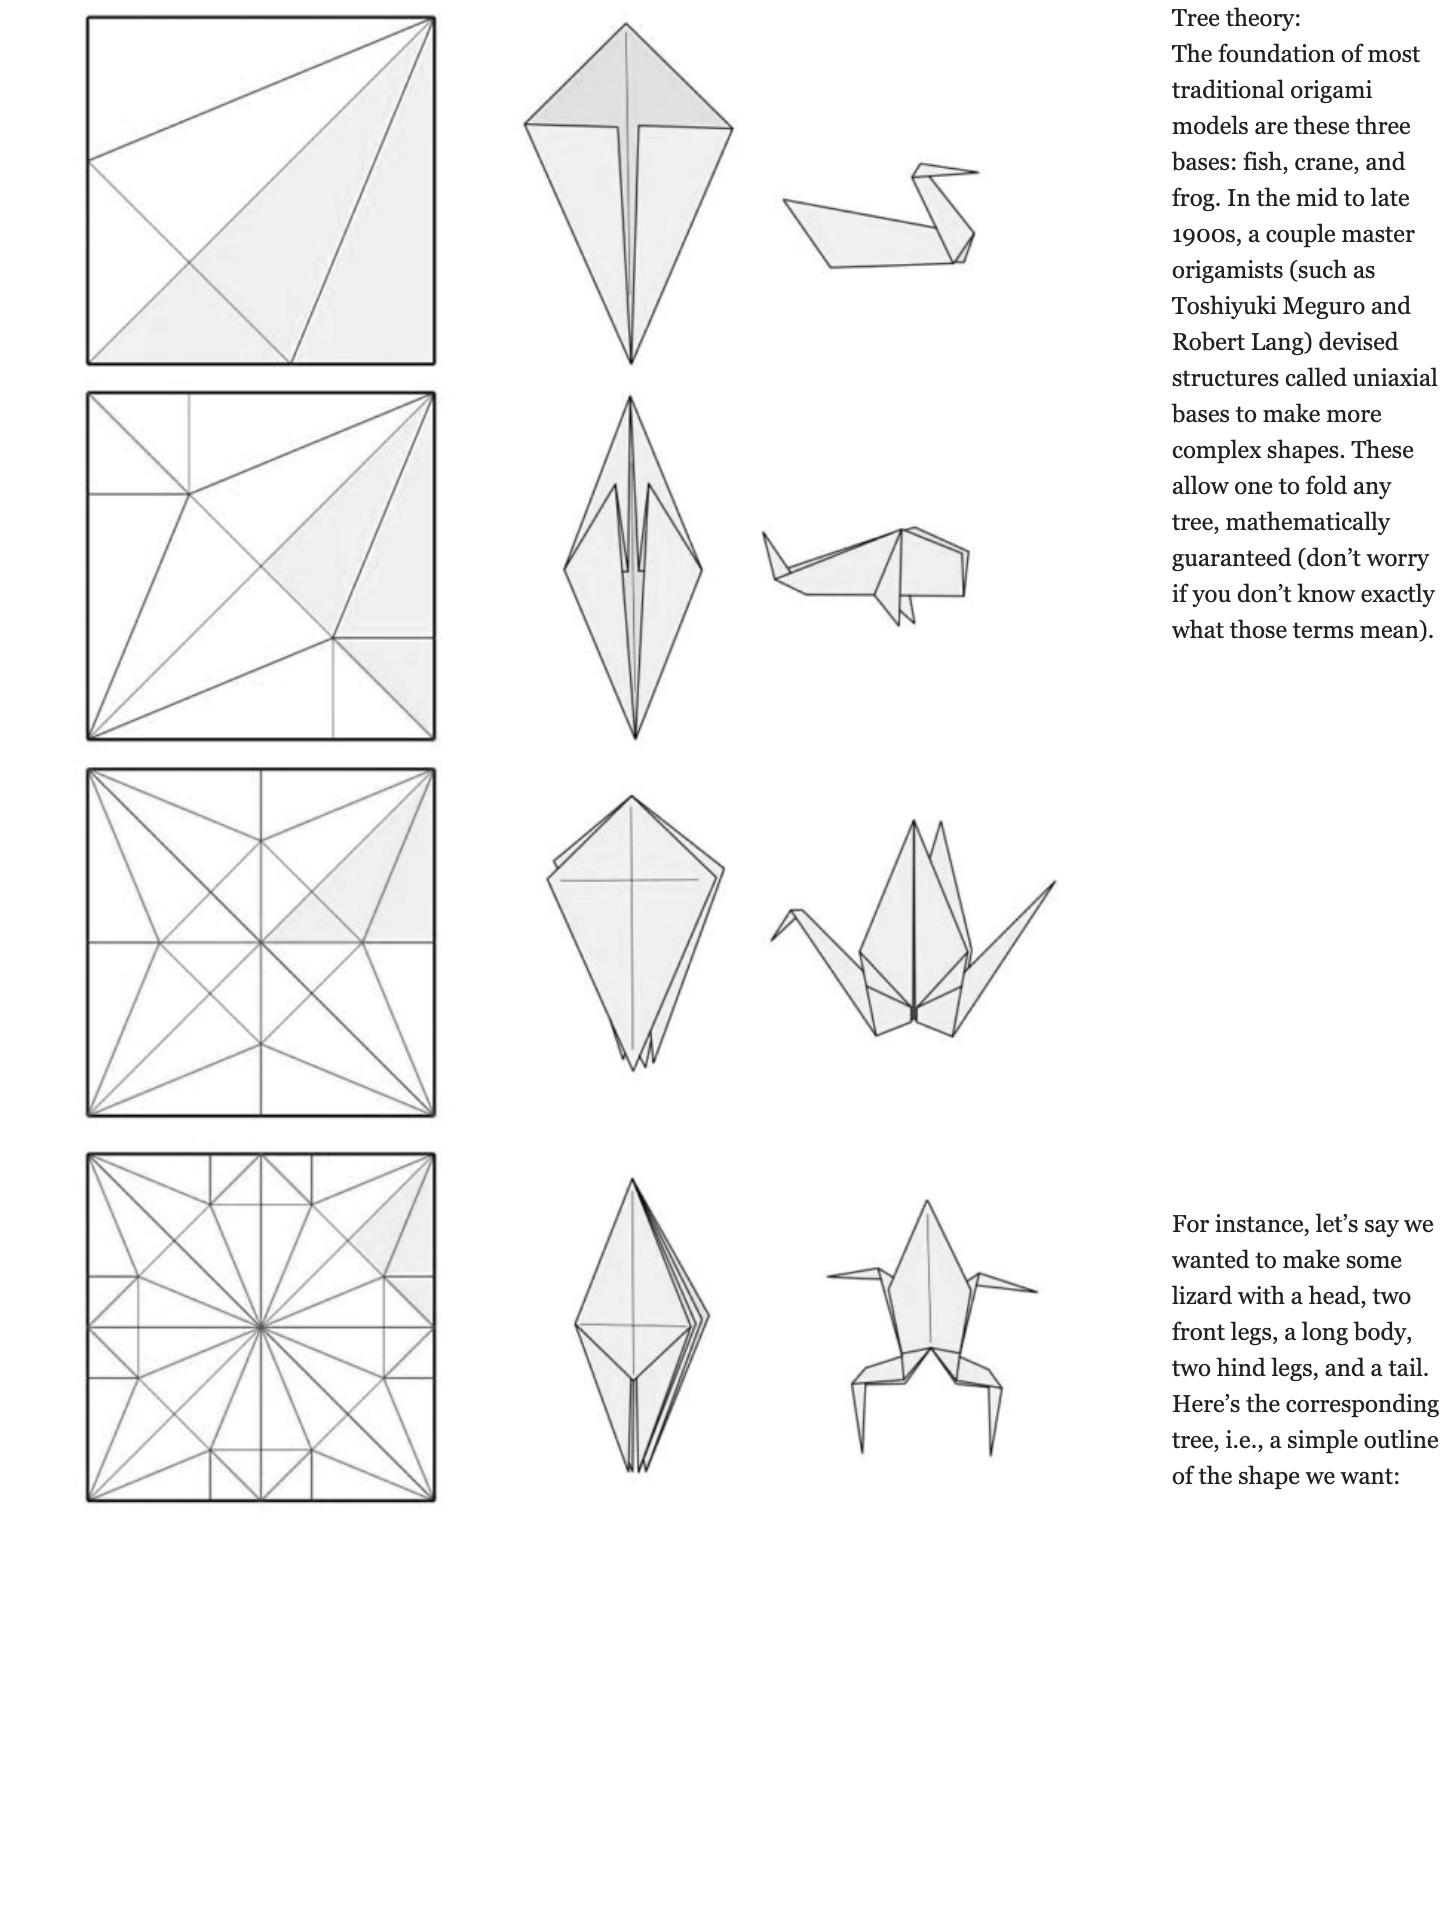 Tree theory:
The foundation of most
traditional origami
models are these three
bases: fish, crane, and
frog. In the mid to late
1900s, a couple master
origamists (such as
Toshiyuki Meguro and
Robert Lang) devised
structures called uniaxial
bases to make more
complex shapes. These
allow one to fold any
tree, mathematically
guaranteed (don’t worry
if you don’t know exactly
what those terms mean).
For instance, let’s say we
wanted to make some
lizard with a head, two
front legs, a long body,
two hind legs, and a tail.
Here’s the corresponding
tree, i.e., a simple outline
of the shape we want: